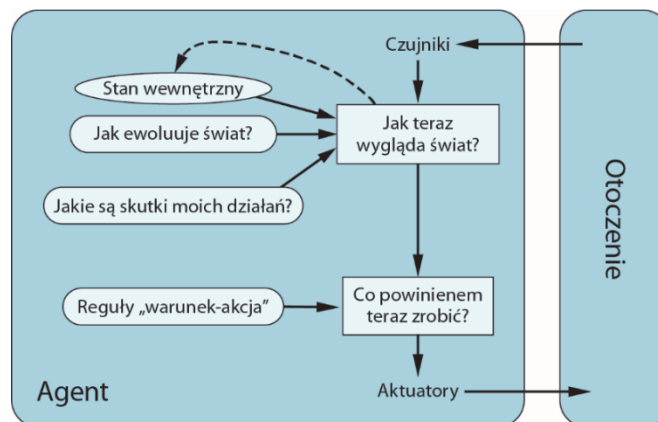 Czujniki
Stan wewnętrzny
Jak ewoluuje świat?
Jak teraz
wygląda świat?
Jakie są skutki moich działań?
Reguły „warunek-akcja”
Co powinienem
teraz zrobić?
Agent
Aktuatory
Otoczenie